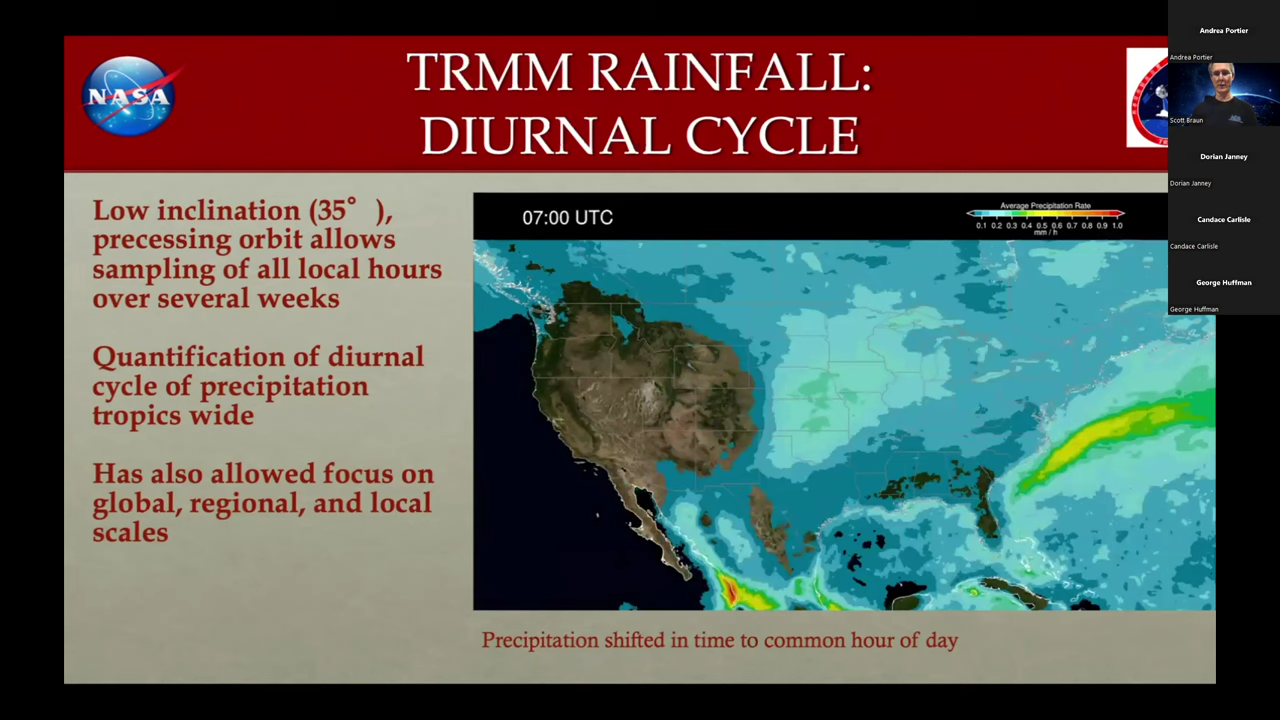 NASA
TRMM RAINFALL:
DIURNAL CYCLE
Low inclination (35° ),
precessing orbit allows
sampling of all local hours
over several weeks
Quantification of diurnal
cycle of precipitation
tropics wide
Has also allowed focus on
global, regional, and local
scales
07:00 UTC
Average Precipitation Rate
0.1 0.2 0.3 0.4 0.5 0.6 0.7 0.8 0.9 1.0
mm / h
Precipitation shifted in time to common hour of day
Andrea Portier
Andrea Portier
Scott Braun
Dorian Janney
Dorian Janney
Candace Carlisle
Candace Carlisle
George Huffman
George Huffman